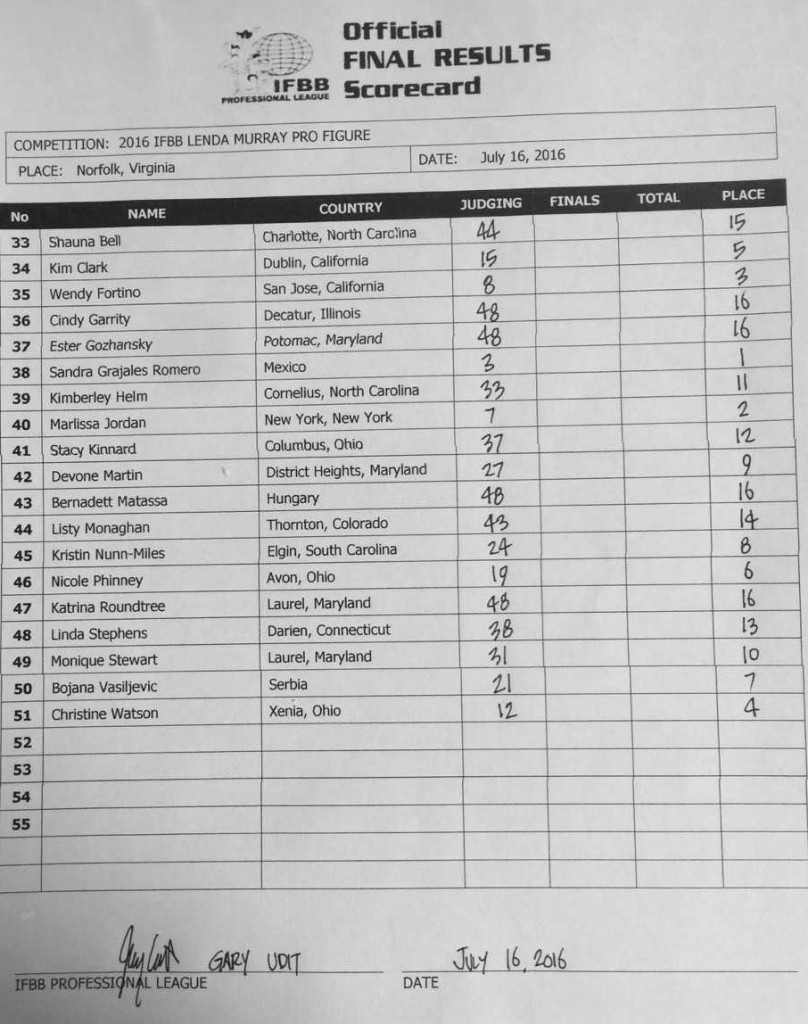 Official
FINAL RESULTS
Scorecard
IFBB
PROFESSIONAL LEAGUE
COMPETITION: 2016 IFBB LENDA MURRAY PRO FIGURE
PLACE: Norfolk, Virginia DATE: July 16, 2016
No NAME COUNTRY JUDGING FINALS TOTAL PLACE
33 Shauna Bell Charlotte, North Carolina 44 15
34 Kim Clark Dublin, California 15 5
35 Wendy Fortino San Jose, California 8 3
36 Cindy Garrity Decatur, Illinois 48 16
37 Ester Gozhansky Potomac, Maryland 48 16
38 Sandra Grajales Romero Mexico 3 1
39 Kimberley Helm Cornelius, North Carolina 33 11
40 Marlissa Jordan New York, New York 7 2
41 Stacy Kinnard Columbus, Ohio 37 12
42 Devone Martin District Heights, Maryland 27 9
43 Bernadett Matassa Hungary 48 16
44 Listy Monaghan Thornton, Colorado 43 14
45 Kristin Nunn-Miles Elgin, South Carolina 24 8
46 Nicole Phinney Avon, Ohio 19 6
47 Katrina Roundtree Laurel, Maryland 48 16
48 Linda Stephens Darien, Connecticut 38 13
49 Monique Stewart Laurel, Maryland 31 10
50 Bojana Vasiljevic Serbia 21 7
51 Christine Watson Xenia, Ohio 12 4
52
53
54
55
GARY UDIT JULY 16, 2016
IFBB PROFESSIONAL LEAGUE DATE